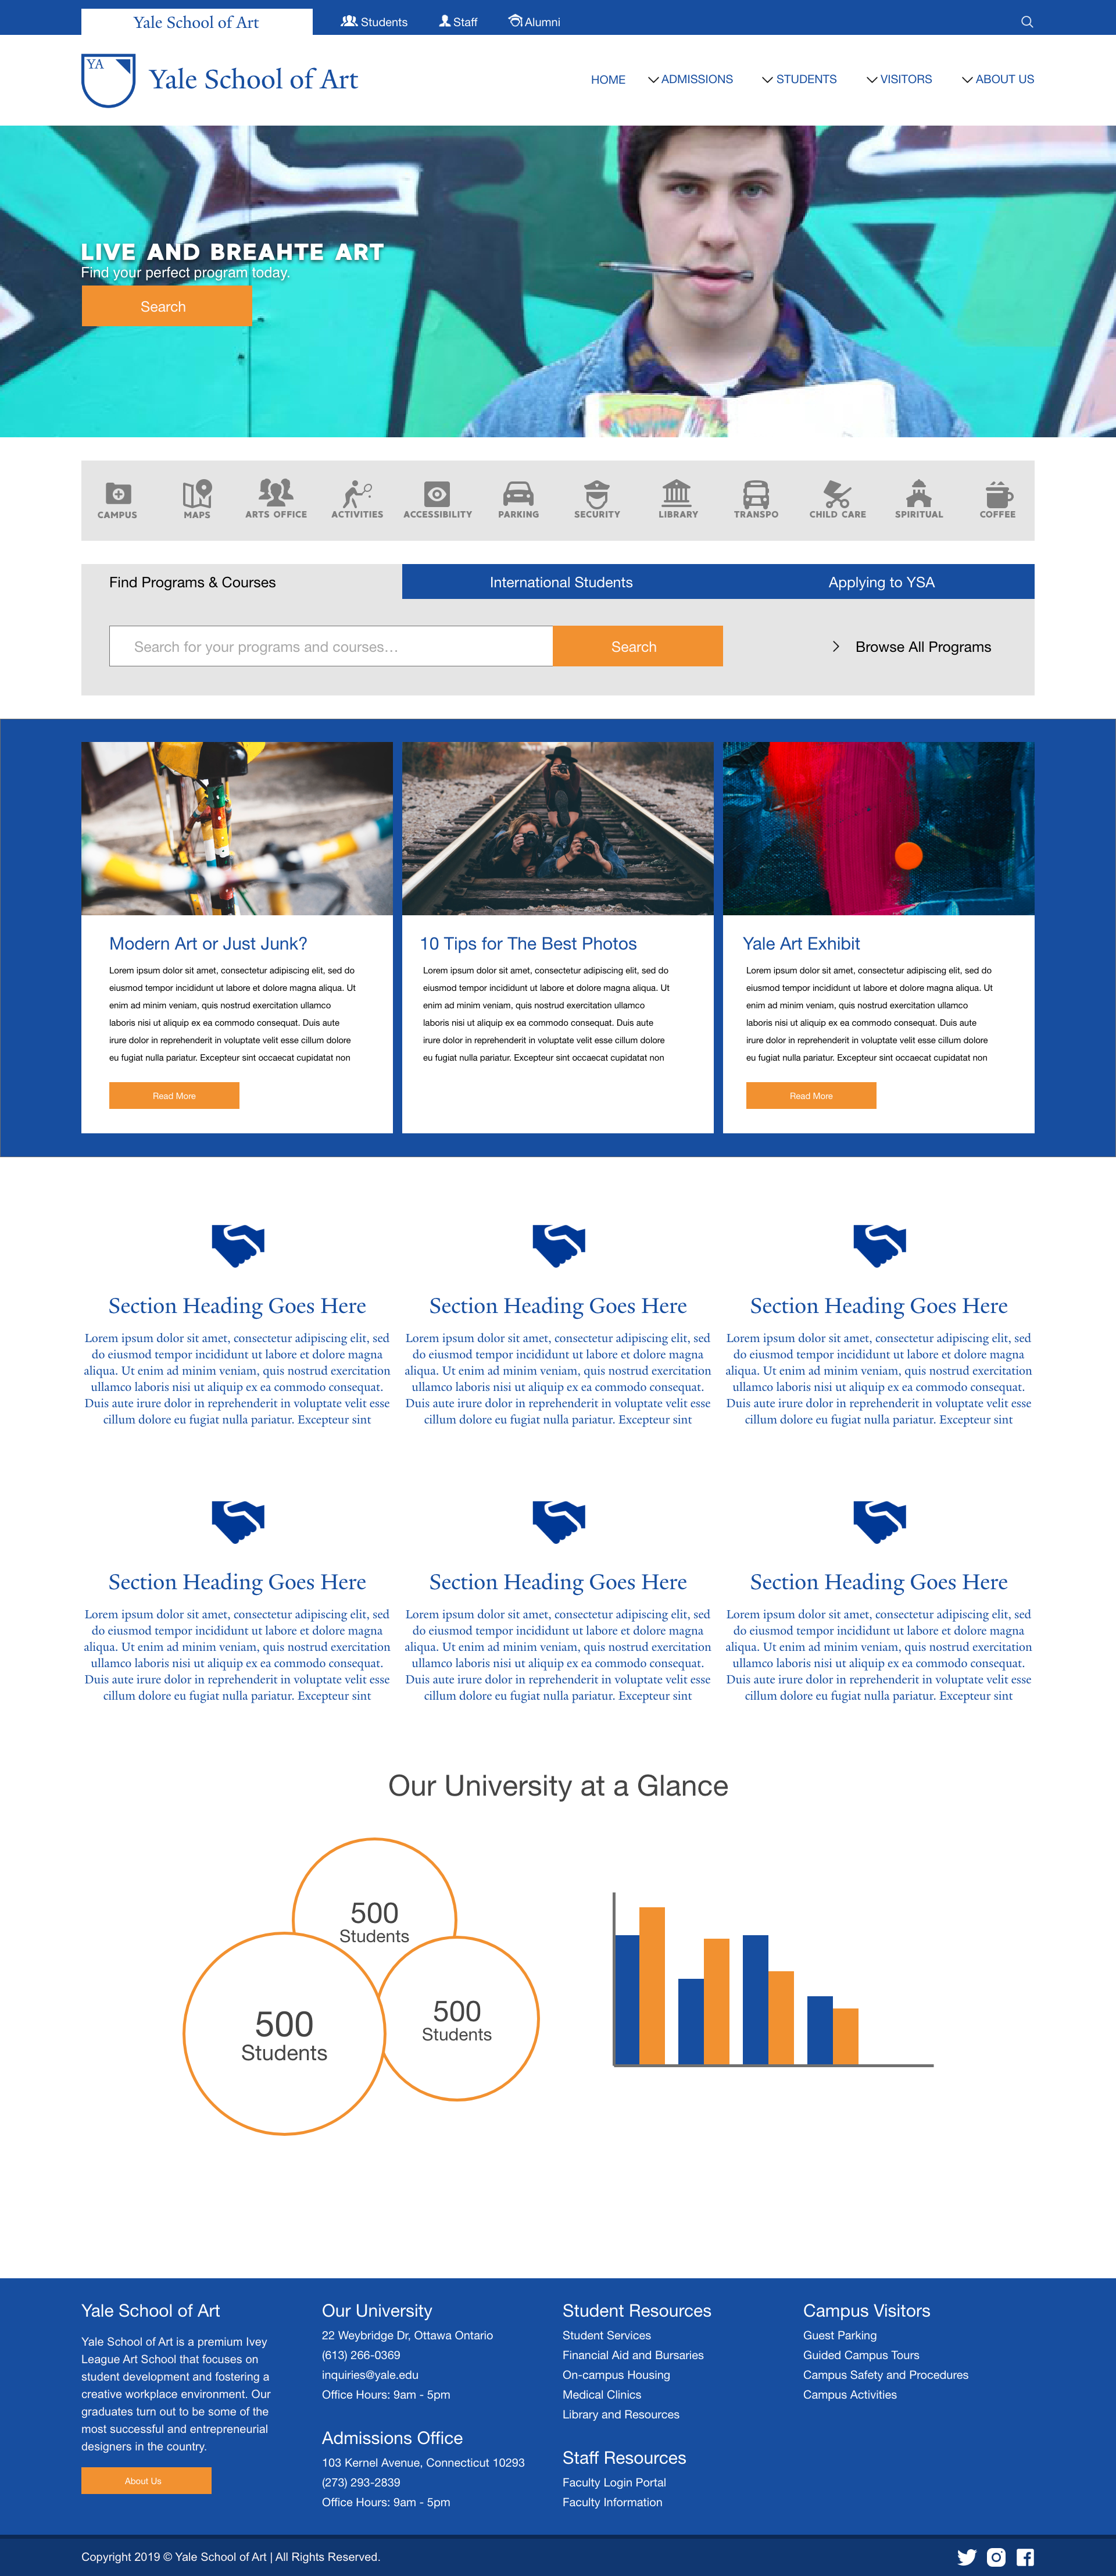 Yale School of Art
Students
Staff
Alumni
YA
Yale School of Art
HOME
ADMISSIONS
STUDENTS
VISITORS
ABOUT US
LIVE AND BREAHTE ART
Find your perfect program today.
Search
CAMPUS
MAPS
ARTS OFFICE
ACTIVITIES
ACCESSIBILITY
PARKING
SECURITY
LIBRARY
TRANSPO
CHILD CARE
SPIRITUAL
COFFEE
Find Programs & Courses
International Students
Applying to YSA
Search for your programs and courses...
Search
Browse All Programs
Modern Art or Just Junk?
Lorem ipsum dolor sit amet, consectetur adipiscing elit, sed do
eiusmod tempor incididunt ut labore et dolore magna aliqua. Ut
enim ad minim veniam, quis nostrud exercitation ullamco
laboris nisi ut aliquip ex ea commodo consequat. Duis aute
irure dolor in reprehenderit in voluptate velit esse cillum dolore
eu fugiat nulla pariatur. Excepteur sint occaecat cupidatat non
Read More
10 Tips for The Best Photos
Lorem ipsum dolor sit amet, consectetur adipiscing elit, sed do
eiusmod tempor incididunt ut labore et dolore magna aliqua. Ut
enim ad minim veniam, quis nostrud exercitation ullamco
laboris nisi ut aliquip ex ea commodo consequat. Duis aute
irure dolor in reprehenderit in voluptate velit esse cillum dolore
eu fugiat nulla pariatur. Excepteur sint occaecat cupidatat non
Yale Art Exhibit
Lorem ipsum dolor sit amet, consectetur adipiscing elit, sed do
eiusmod tempor incididunt ut labore et dolore magna aliqua. Ut
enim ad minim veniam, quis nostrud exercitation ullamco
laboris nisi ut aliquip ex ea commodo consequat. Duis aute
irure dolor in reprehenderit in voluptate velit esse cillum dolore
eu fugiat nulla pariatur. Excepteur sint occaecat cupidatat non
Read More
Section Heading Goes Here
Lorem ipsum dolor sit amet, consectetur adipiscing elit, sed
do eiusmod tempor incididunt ut labore et dolore magna
aliqua. Ut enim ad minim veniam, quis nostrud exercitation
ullamco laboris nisi ut aliquip ex ea commodo consequat.
Duis aute irure dolor in reprehenderit in voluptate velit esse
cillum dolore eu fugiat nulla pariatur. Excepteur sint
Section Heading Goes Here
Lorem ipsum dolor sit amet, consectetur adipiscing elit, sed
do eiusmod tempor incididunt ut labore et dolore magna
aliqua. Ut enim ad minim veniam, quis nostrud exercitation
ullamco laboris nisi ut aliquip ex ea commodo consequat.
Duis aute irure dolor in reprehenderit in voluptate velit esse
cillum dolore eu fugiat nulla pariatur. Excepteur sint
Section Heading Goes Here
Lorem ipsum dolor sit amet, consectetur adipiscing elit, sed
do eiusmod tempor incididunt ut labore et dolore magna
aliqua. Ut enim ad minim veniam, quis nostrud exercitation
ullamco laboris nisi ut aliquip ex ea commodo consequat.
Duis aute irure dolor in reprehenderit in voluptate velit esse
cillum dolore eu fugiat nulla pariatur. Excepteur sint
Section Heading Goes Here
Lorem ipsum dolor sit amet, consectetur adipiscing elit, sed
do eiusmod tempor incididunt ut labore et dolore magna
aliqua. Ut enim ad minim veniam, quis nostrud exercitation
ullamco laboris nisi ut aliquip ex ea commodo consequat.
Duis aute irure dolor in reprehenderit in voluptate velit esse
cillum dolore eu fugiat nulla pariatur. Excepteur sint
Section Heading Goes Here
Lorem ipsum dolor sit amet, consectetur adipiscing elit, sed
do eiusmod tempor incididunt ut labore et dolore magna
aliqua. Ut enim ad minim veniam, quis nostrud exercitation
ullamco laboris nisi ut aliquip ex ea commodo consequat.
Duis aute irure dolor in reprehenderit in voluptate velit esse
cillum dolore eu fugiat nulla pariatur. Excepteur sint
Section Heading Goes Here
Lorem ipsum dolor sit amet, consectetur adipiscing elit, sed
do eiusmod tempor incididunt ut labore et dolore magna
aliqua. Ut enim ad minim veniam, quis nostrud exercitation
ullamco laboris nisi ut aliquip ex ea commodo consequat.
Duis aute irure dolor in reprehenderit in voluptate velit esse
cillum dolore eu fugiat nulla pariatur. Excepteur sint
Our University at a Glance
500
Students
500
Students
500
Students
Yale School of Art
Yale School of Art is a premium Ivey
League Art School that focuses on
student development and fostering a
creative workplace environment. Our
graduates turn out to be some of the
most successful and entrepreneurial
designers in the country.
About Us
Our University
22 Weybridge Dr, Ottawa Ontario
(613) 266-0369
inquiries@yale.edu
Office Hours: 9am - 5pm
Admissions Office
103 Kernel Avenue, Connecticut 10293
(273) 293-2839
Office Hours: 9am - 5pm
Student Resources
Student Services
Financial Aid and Bursaries
On-campus Housing
Medical Clinics
Library and Resources
Staff Resources
Faculty Login Portal
Faculty Information
Campus Visitors
Guest Parking
Guided Campus Tours
Campus Safety and Procedures
Campus Activities
Copyright 2019 © Yale School of Art | All Rights Reserved.